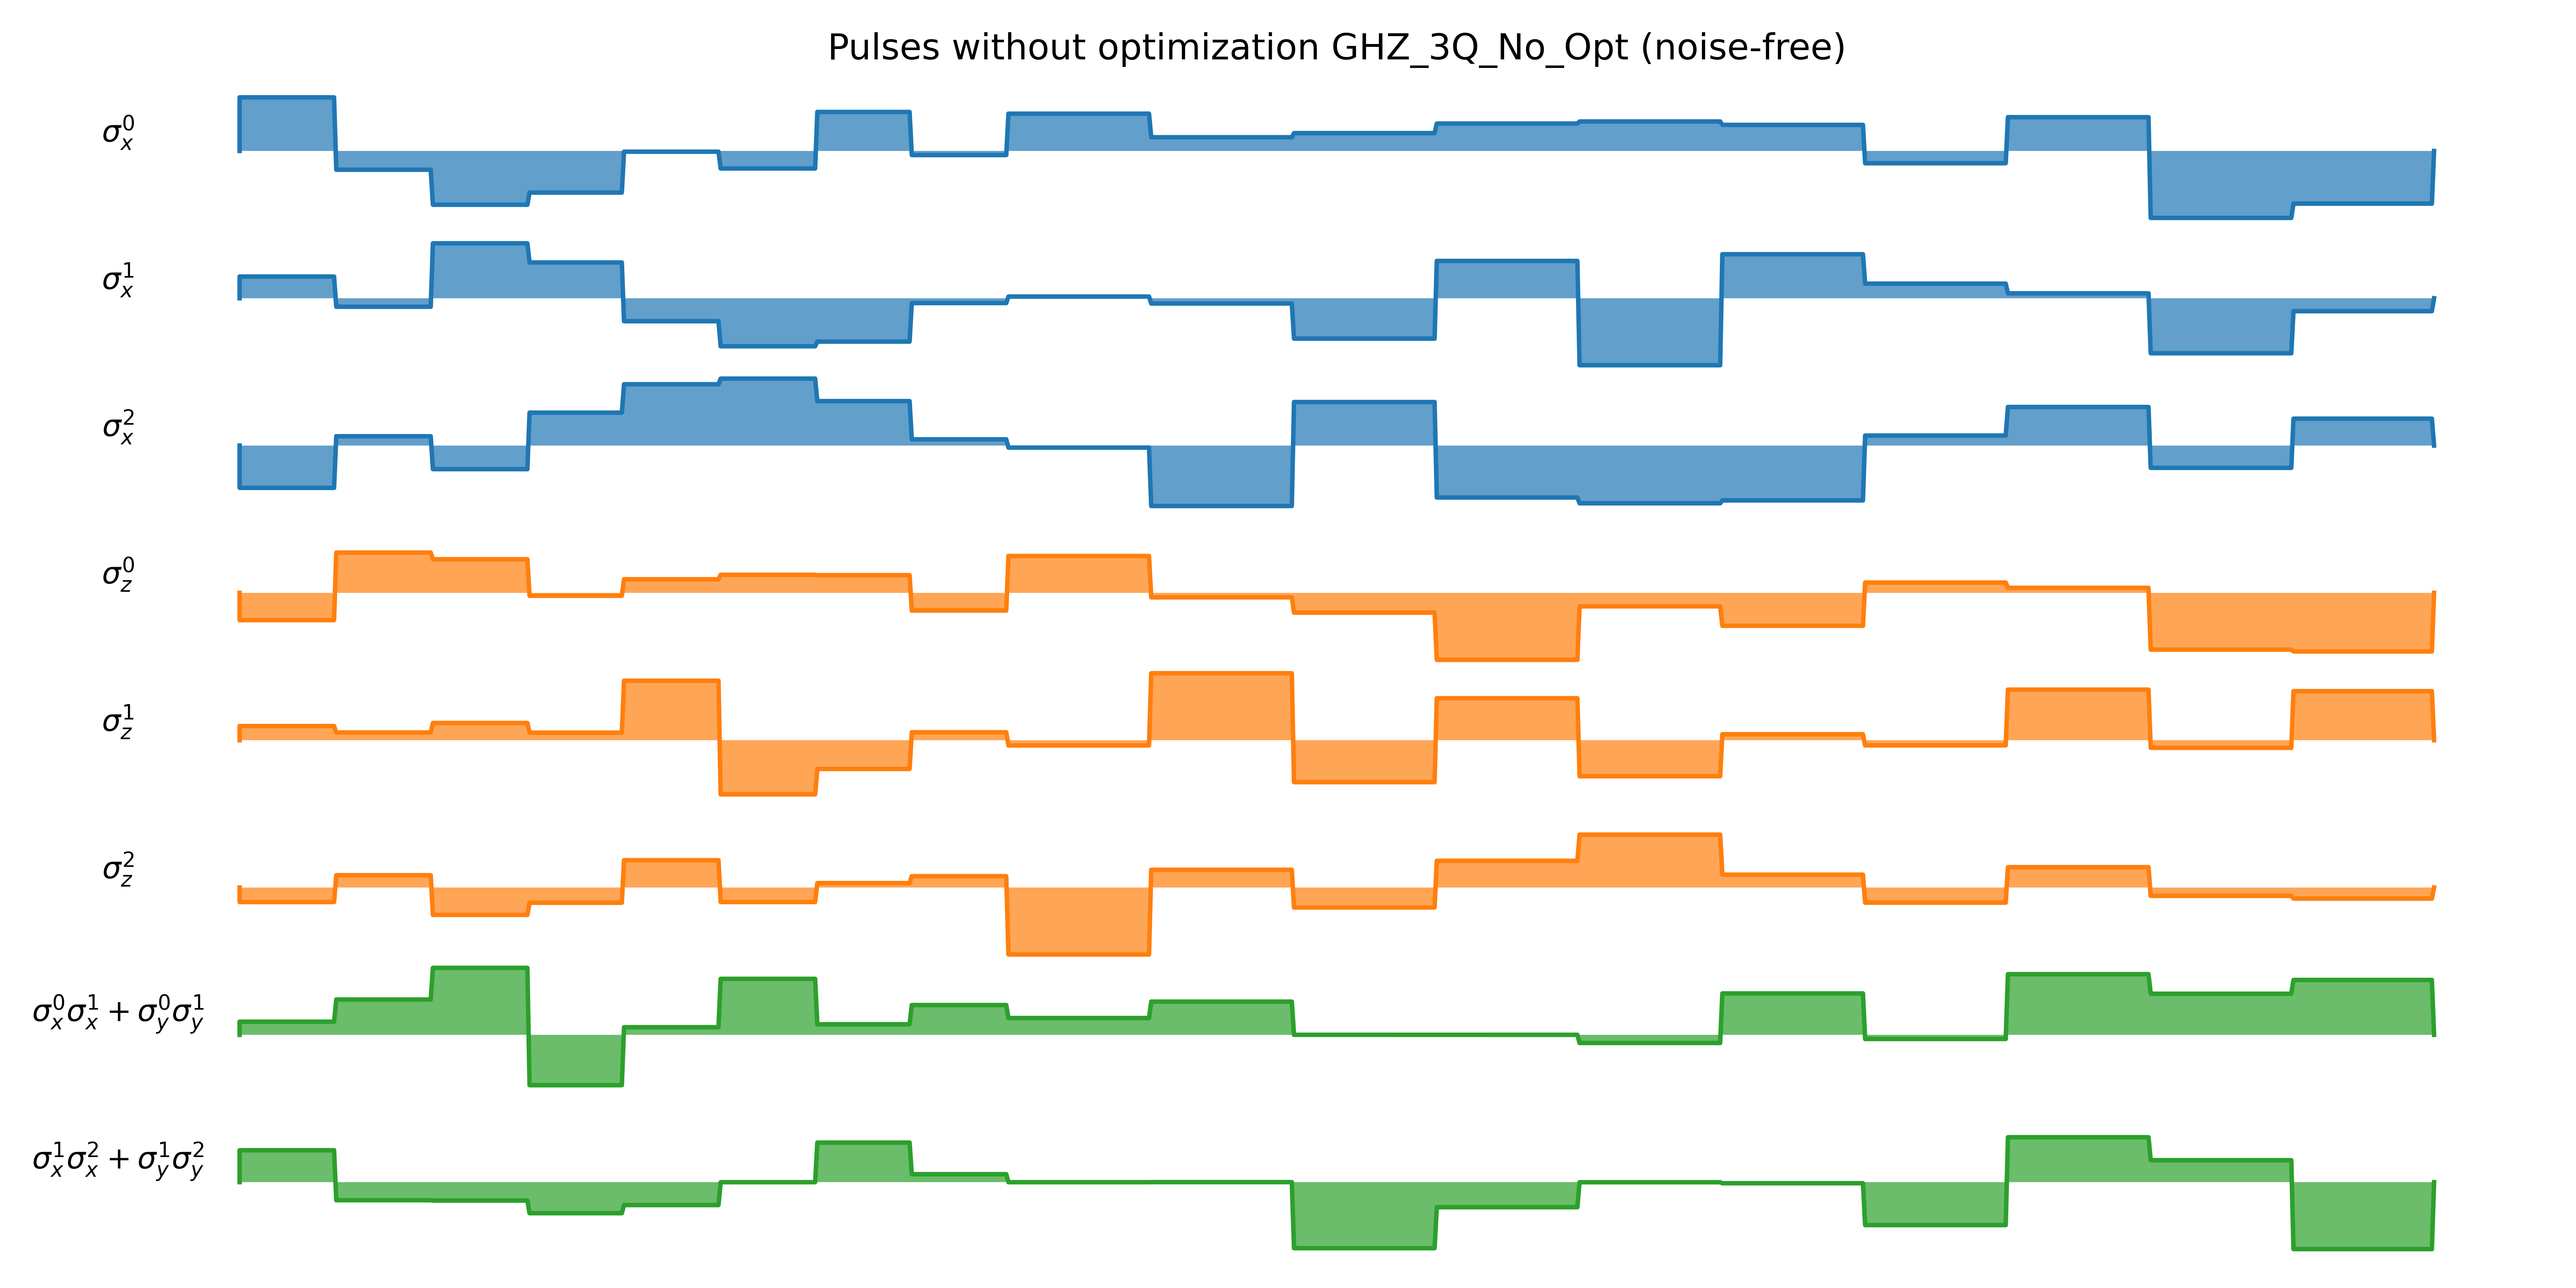 Pulses without optimization GHZ_3Q_No_Opt (noise-free)
σ_x^0
σ_x^1
σ_x^2
σ_z^0
σ_z^1
σ_z^2
σ_x^0σ_x^1 + σ_y^0σ_y^1
σ_x^1σ_x^2 + σ_y^1σ_y^2